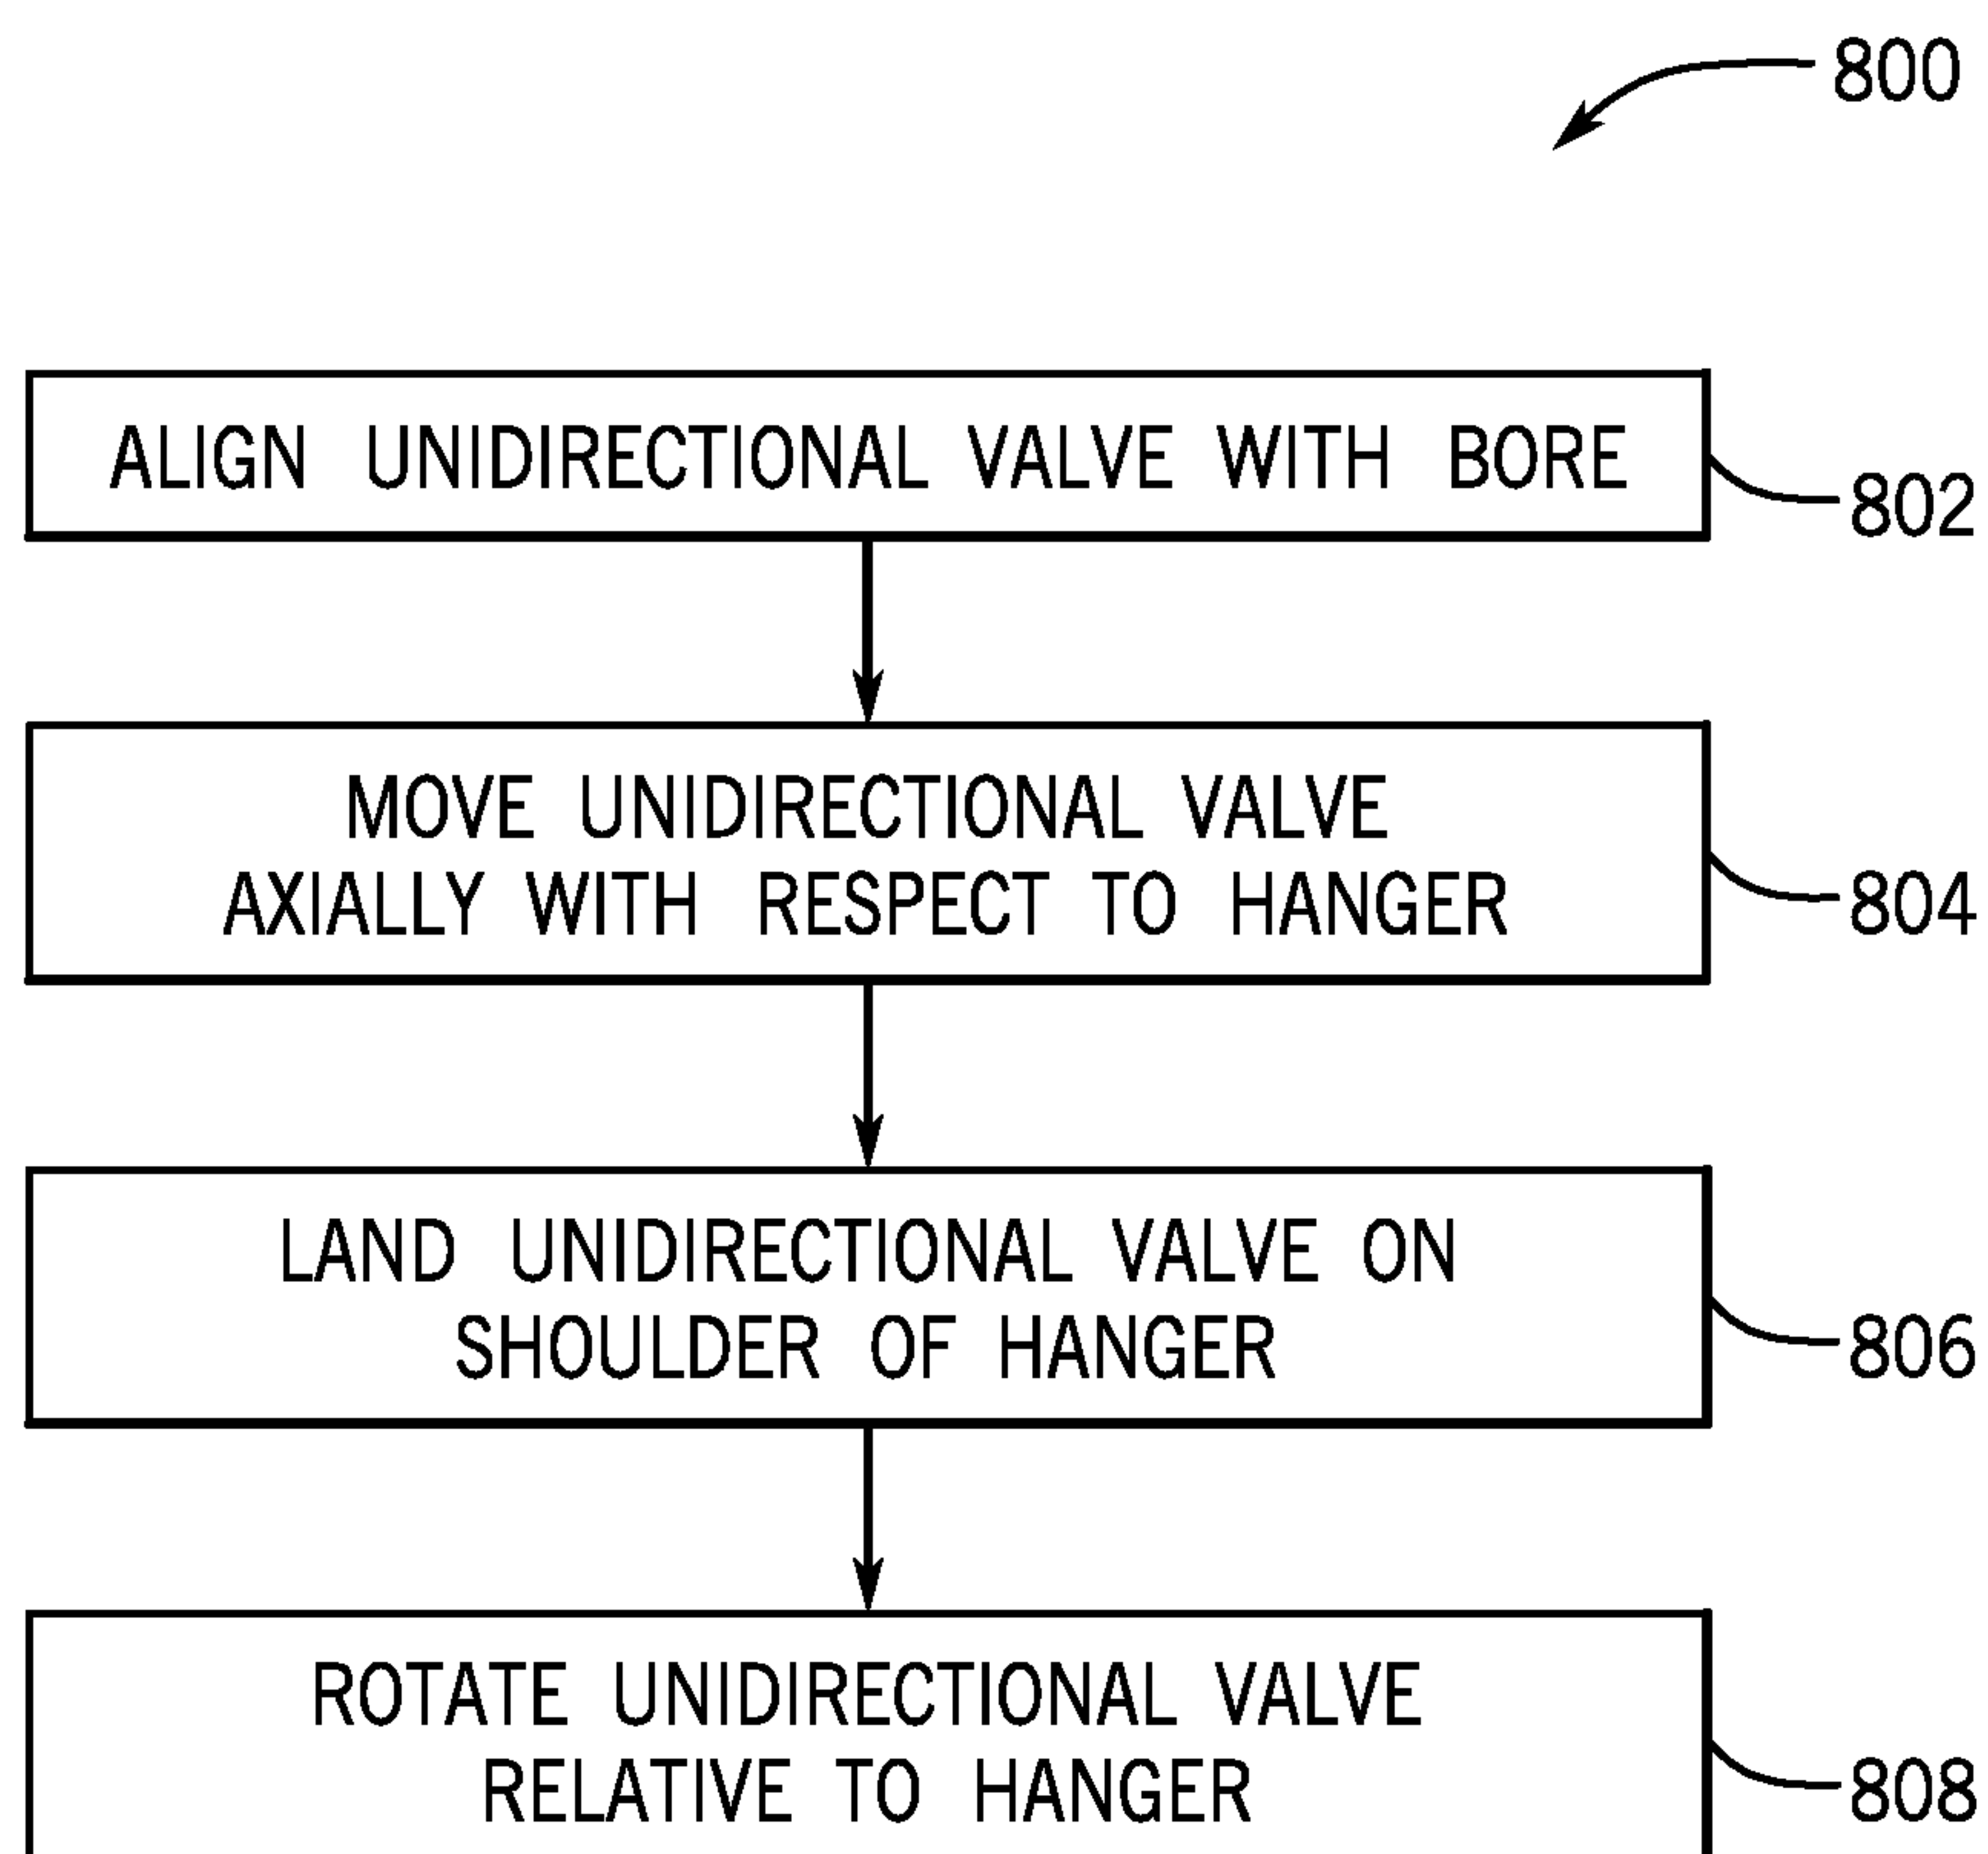 800
ALIGN UNIDIRECTIONAL VALVE WITH BORE
802
MOVE UNIDIRECTIONAL VALVE
AXIALLY WITH RESPECT TO HANGER
804
LAND UNIDIRECTIONAL VALVE ON
SHOULDER OF HANGER
806
ROTATE UNIDIRECTIONAL VALVE
RELATIVE TO HANGER
808